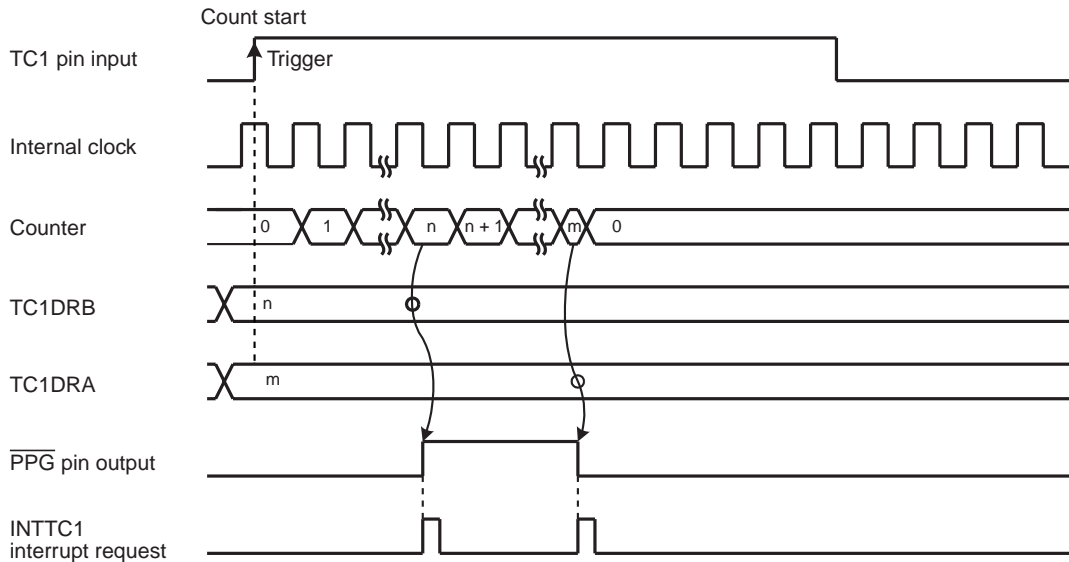 Count start
TC1 pin input
Trigger
Internal clock
Counter
0 1 n n + 1 m 0
TC1DRB
n
TC1DRA
m
PPG pin output
INTTC1
interrupt request